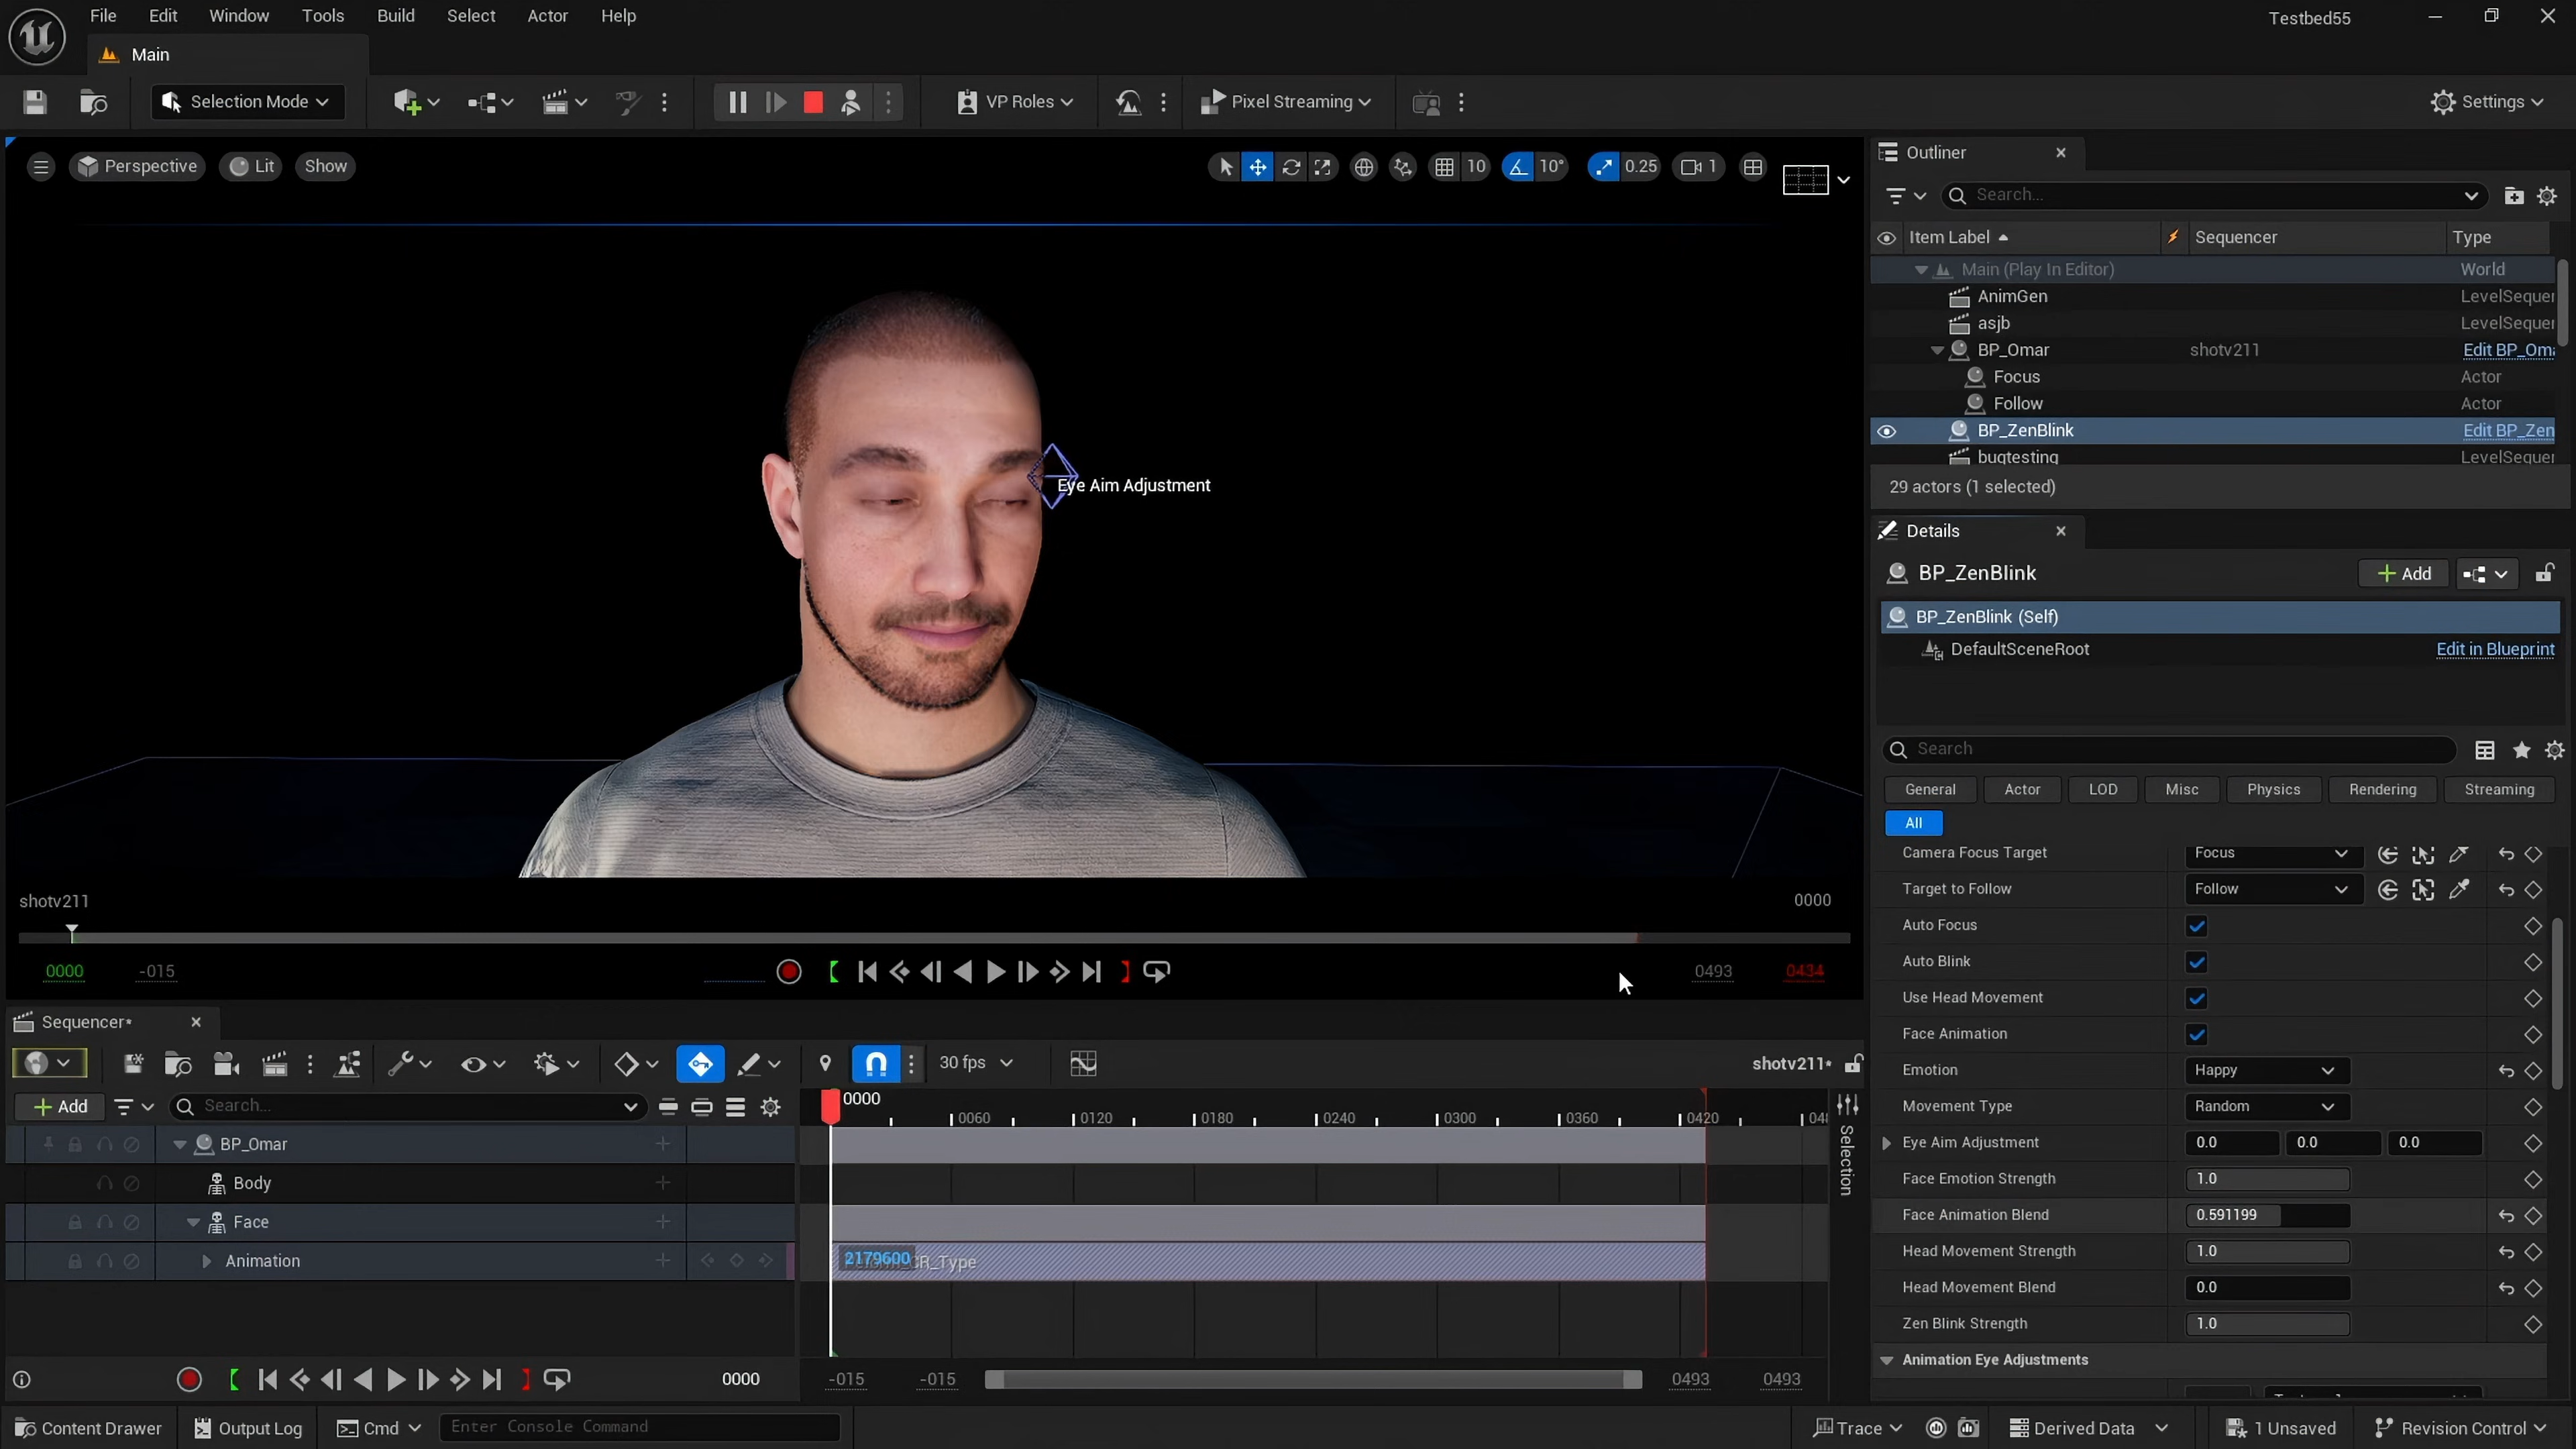 File Edit Window Tools Build Select Actor Help
Testbed55
Main
Selection Mode
VP Roles
Pixel Streaming
Settings
Perspective
Lit
Show
10
10°
0.25
1
Eye Aim Adjustment
shotv211
0000
0000
-015
0493
0434
Outliner
Search...
Item Label
Sequencer
Type
Main (Play In Editor)
World
AnimGen
LevelSequer
asjb
LevelSequer
BP_Omar
shotv211
Edit BP_Oma
Focus
Actor
Follow
Actor
BP_ZenBlink
Edit BP_Zen
bugtesting
LevelSequer
29 actors (1 selected)
Details
BP_ZenBlink
Add
BP_ZenBlink (Self)
DefaultSceneRoot
Edit in Blueprint
Search
General
Actor
LOD
Misc
Physics
Rendering
Streaming
All
Camera Focus Target
Focus
Target to Follow
Follow
Auto Focus
Auto Blink
Use Head Movement
Face Animation
Emotion
Happy
Movement Type
Random
Eye Aim Adjustment
0.0
0.0
0.0
Face Emotion Strength
1.0
Face Animation Blend
0.591199
Head Movement Strength
1.0
Head Movement Blend
0.0
Zen Blink Strength
1.0
Animation Eye Adjustments
Sequencer*
30 fps
shotv211*
Add
Search...
0000
0060
0120
0180
0240
0300
0360
0420
048
Selection
BP_Omar
Body
Face
Animation
2179600
CR_Type
0000
-015
-015
0493
0493
Content Drawer
Output Log
Cmd
Enter Console Command
Trace
Derived Data
1 Unsaved
Revision Control